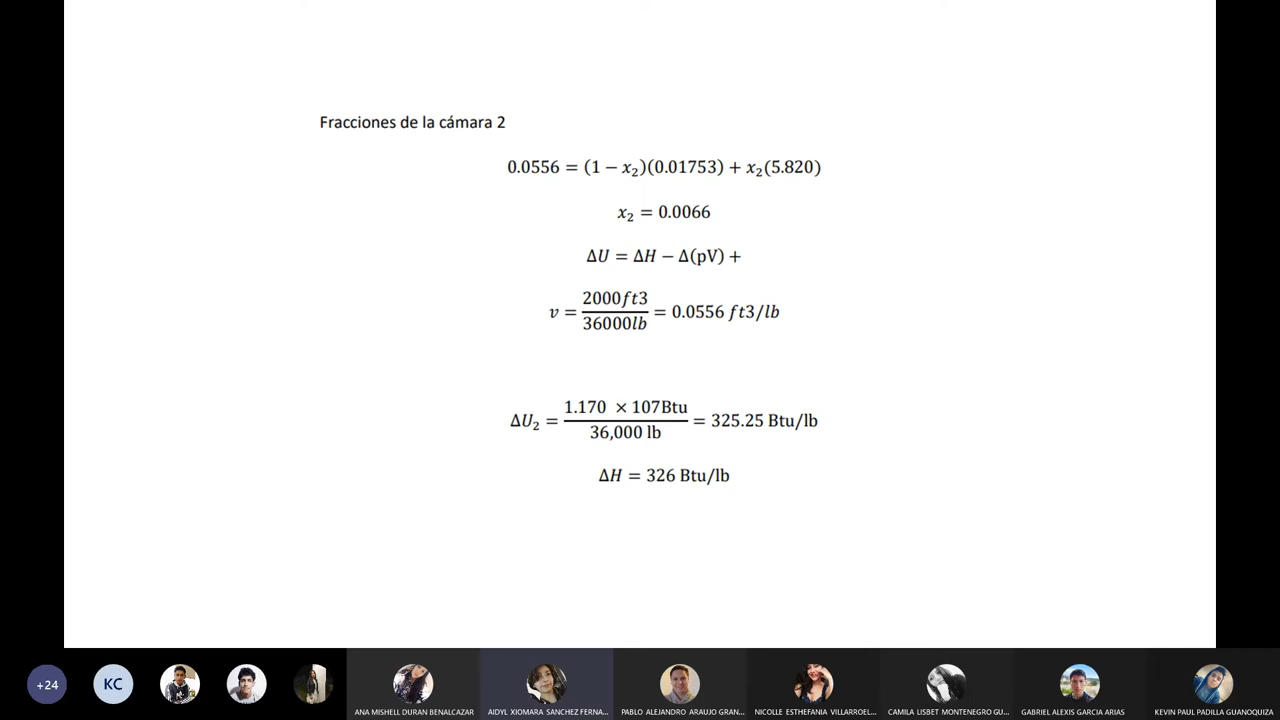 Fracciones de la cámara 2
0.0556 = (1 − x₂)(0.01753) + x₂(5.820)
x₂ = 0.0066
ΔU = ΔH − Δ(pV) +
v = 2000ft3/36000lb = 0.0556 ft3/lb
ΔU₂ = 1.170 × 107Btu/36,000 lb = 325.25 Btu/lb
ΔH = 326 Btu/lb
+24
KC
ANA MISHELL DURAN BENALCAZAR
AIDYL XIOMARA SANCHEZ FERNA...
PABLO ALEJANDRO ARAUJO GRAN...
NICOLLE ESTHEFANIA VILLARROEL...
CAMILA LISBET MONTENEGRO GU...
GABRIEL ALEXIS GARCIA ARIAS
KEVIN PAUL PADILLA GUANOQUIZA